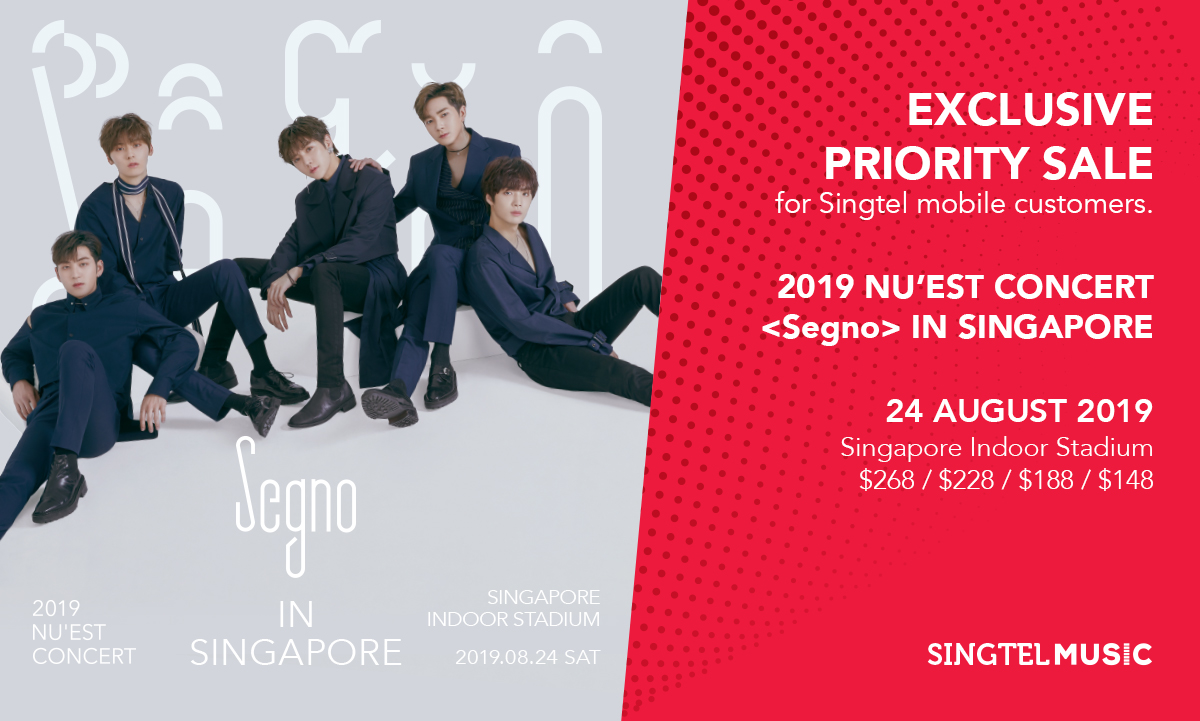 Segno
2019
NU'EST
CONCERT
IN
SINGAPORE
SINGAPORE
INDOOR STADIUM
2019.08.24 SAT
EXCLUSIVE
PRIORITY SALE
for Singtel mobile customers.
2019 NU’EST CONCERT
<Segno> IN SINGAPORE
24 AUGUST 2019
Singapore Indoor Stadium
$268 / $228 / $188 / $148
SINGTEL MUSIC